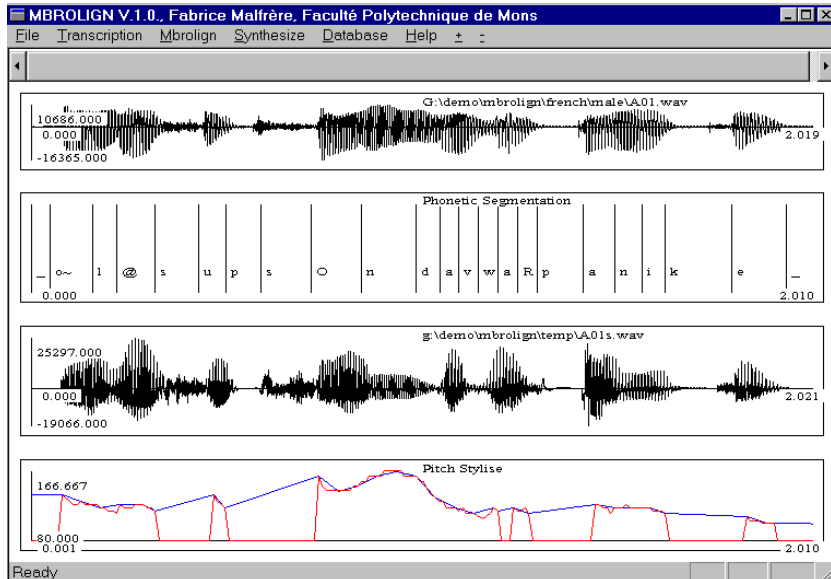 MBROLIGN V.1.0., Fabrice Malfrère, Faculté Polytechnique de Mons
File Transcription Mbrolign Synthesize Database Help + -
G:\demo\mbrolign\french\male\A01.wav
10686.000
0.000 2.019
-16365.000
Phonetic Segmentation
_ o~ l @ s u p s O n d a v w a R p a n i k e _
0.000 2.010
g:\demo\mbrolign\temp\A01s.wav
25297.000
0.000 2.021
-19066.000
Pitch Stylise
166.667
80.000
0.001 2.010
Ready